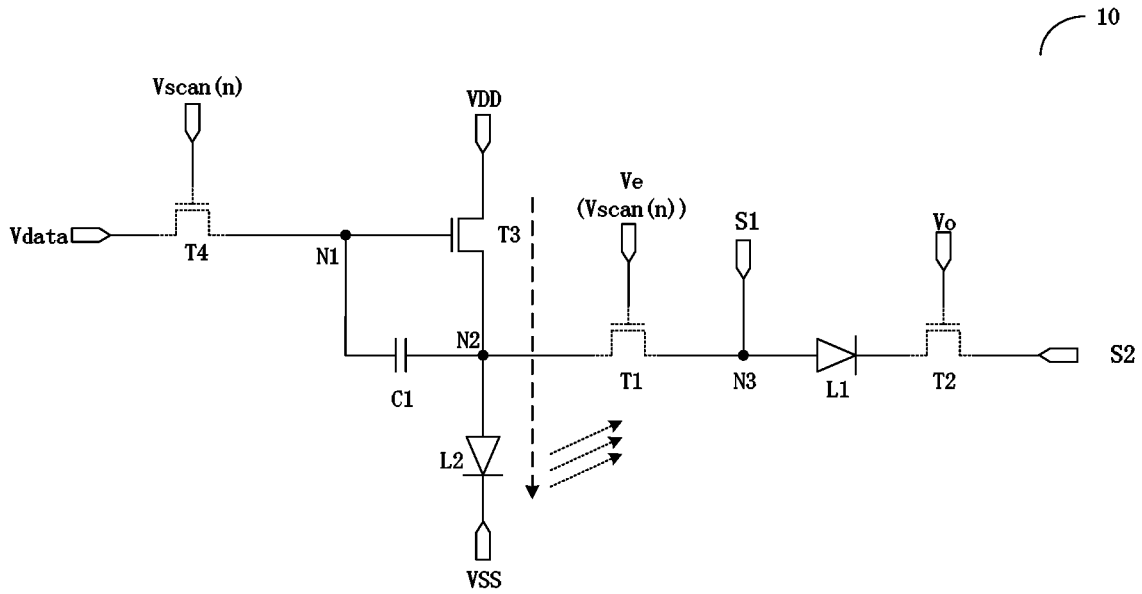 10
Vscan(n)
VDD
Ve
(Vscan(n))
S1
Vo
Vdata
T4
N1
T3
N2
C1
T1
N3
L1
T2
S2
L2
VSS